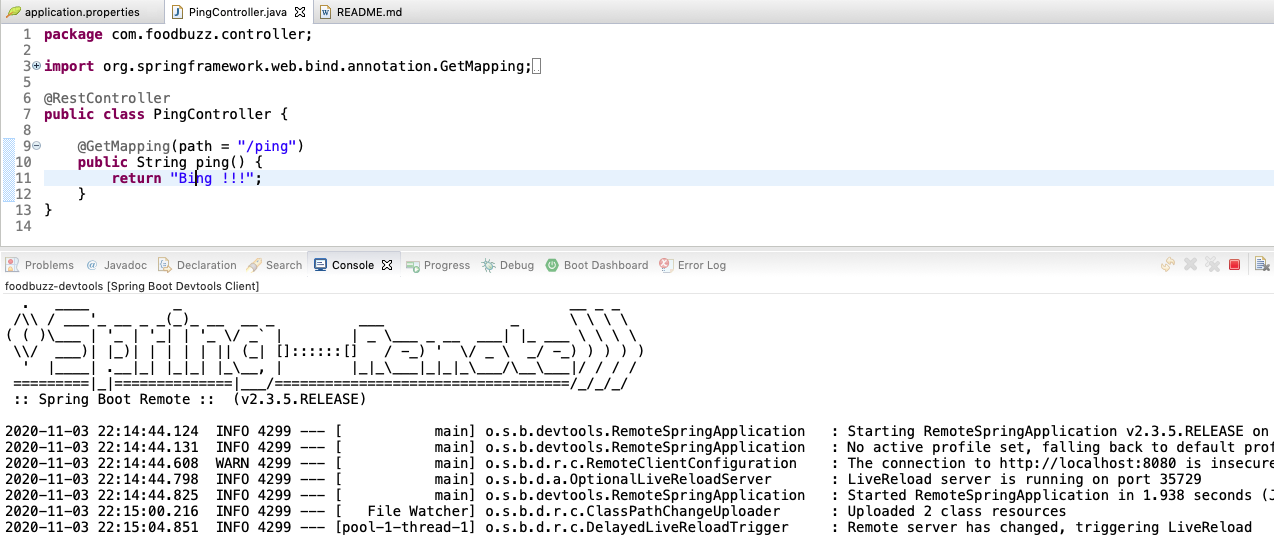 application.properties PingController.java README.md
1 package com.foodbuzz.controller;
2
3 import org.springframework.web.bind.annotation.GetMapping;
5
6 @RestController
7 public class PingController {
8
9 @GetMapping(path = "/ping")
10 public String ping() {
11 return "Bing !!!";
12 }
13 }
14
Problems @ Javadoc Declaration Search Console Progress Debug Boot Dashboard Error Log
foodbuzz-devtools [Spring Boot Devtools Client]
:: Spring Boot Remote :: (v2.3.5.RELEASE)
2020-11-03 22:14:44.124 INFO 4299 --- [ main] o.s.b.devtools.RemoteSpringApplication : Starting RemoteSpringApplication v2.3.5.RELEASE on
2020-11-03 22:14:44.131 INFO 4299 --- [ main] o.s.b.devtools.RemoteSpringApplication : No active profile set, falling back to default prof
2020-11-03 22:14:44.608 WARN 4299 --- [ main] o.s.b.d.r.c.RemoteClientConfiguration : The connection to http://localhost:8080 is insecure
2020-11-03 22:14:44.798 INFO 4299 --- [ main] o.s.b.d.a.OptionalLiveReloadServer : LiveReload server is running on port 35729
2020-11-03 22:14:44.825 INFO 4299 --- [ main] o.s.b.devtools.RemoteSpringApplication : Started RemoteSpringApplication in 1.938 seconds (J
2020-11-03 22:15:00.216 INFO 4299 --- [ File Watcher] o.s.b.d.r.c.ClassPathChangeUploader : Uploaded 2 class resources
2020-11-03 22:15:04.851 INFO 4299 --- [pool-1-thread-1] o.s.b.d.r.c.DelayedLiveReloadTrigger : Remote server has changed, triggering LiveReload